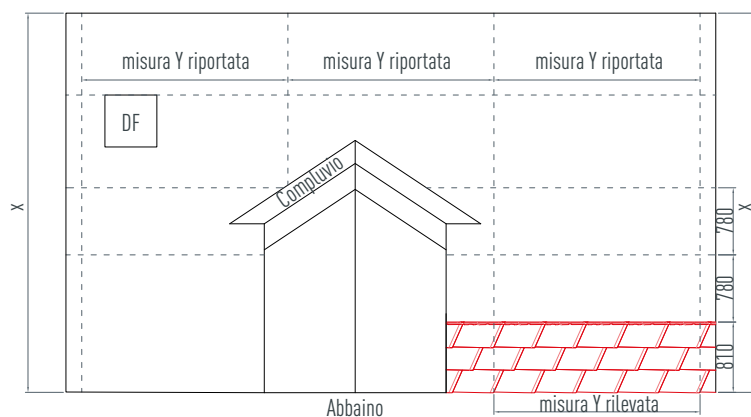 misura Y riportata
misura Y riportata
misura Y riportata
DF
Compluvio
X
X
780
780
810
Abbaino
misura Y rilevata